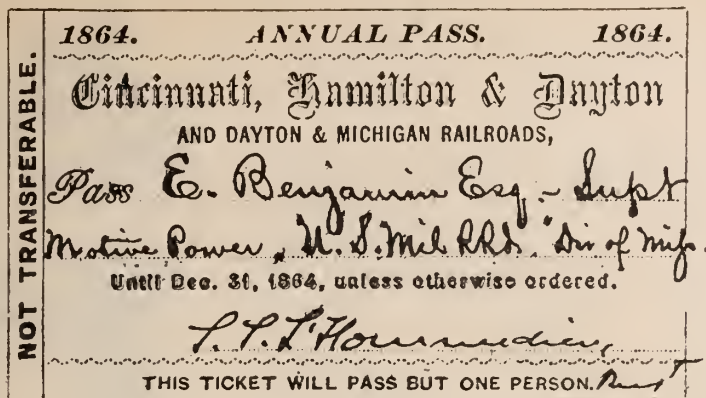 1864. ANNUAL PASS. 1864.
NOT TRANSFERABLE.
Cincinnati, Hamilton & Dayton
AND DAYTON & MICHIGAN RAILROADS,
Pass E. Benjamin Esq. - Supt
Motive Power, U. S. Mil RRds. "Div of Miss.
Until Dec. 31, 1864, unless otherwise ordered.
S. S. L'Hommedieu,
THIS TICKET WILL PASS BUT ONE PERSON. Prest